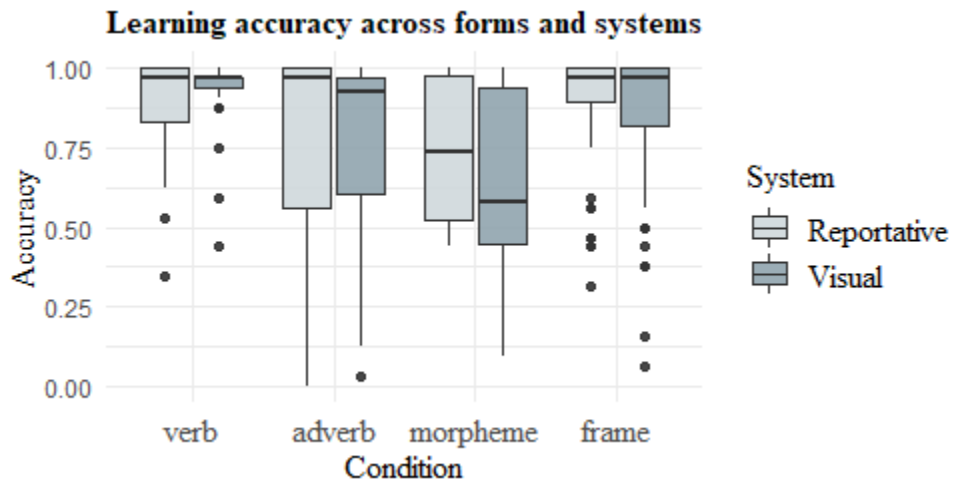 Learning accuracy across forms and systems
1.00
0.75
0.50
0.25
0.00
Accuracy
verb adverb morpheme frame
Condition
System
Reportative
Visual